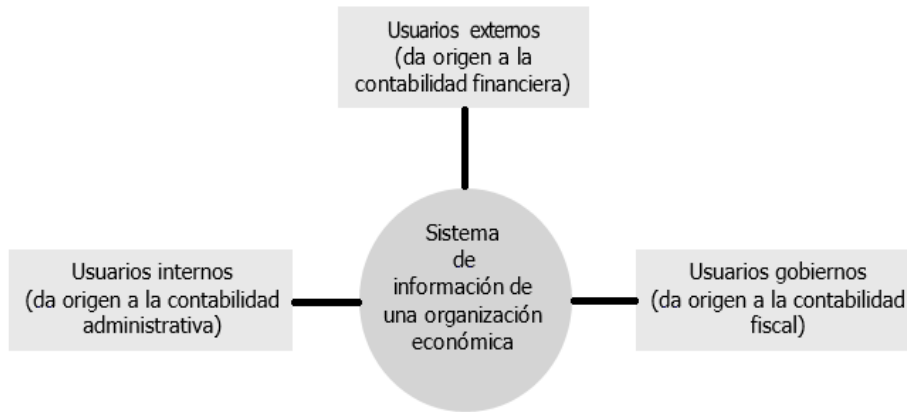 Usuarios externos
(da origen a la
contabilidad financiera)
Sistema
de
información de
una organización
económica
Usuarios internos
(da origen a la contabilidad
administrativa)
Usuarios gobiernos
(da origen a la contabilidad
fiscal)